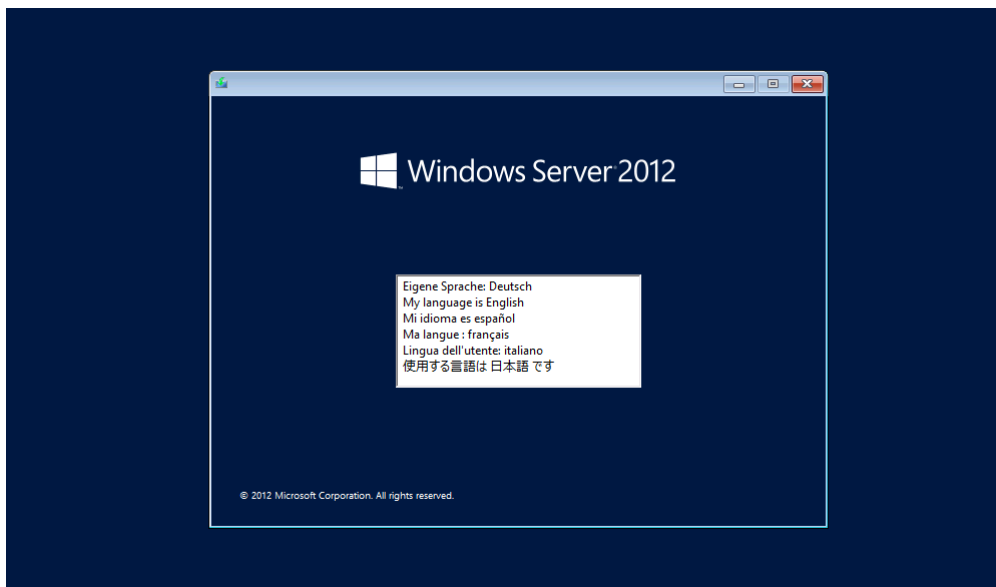 Windows Server 2012
Eigene Sprache: Deutsch
My language is English
Mi idioma es español
Ma langue : français
Lingua dell'utente: italiano
使用する言語は 日本語 です
© 2012 Microsoft Corporation. All rights reserved.